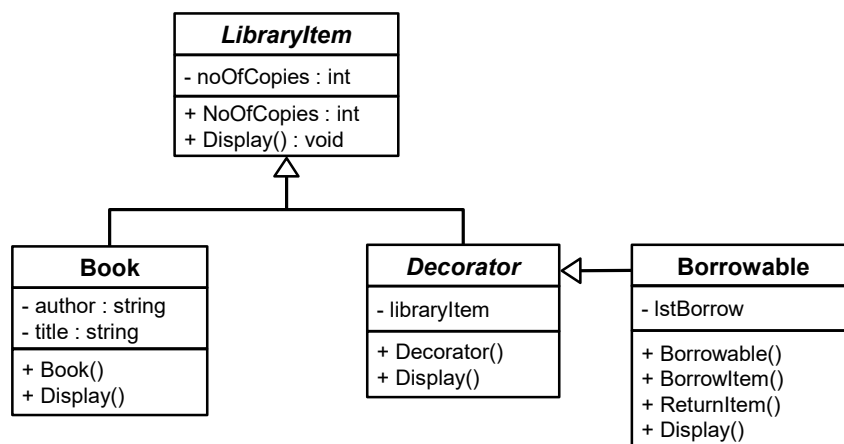 LibraryItem
- noOfCopies : int
+ NoOfCopies : int
+ Display() : void
Book
- author : string
- title : string
+ Book()
+ Display()
Decorator
- libraryItem
+ Decorator()
+ Display()
Borrowable
- lstBorrow
+ Borrowable()
+ BorrowItem()
+ ReturnItem()
+ Display()